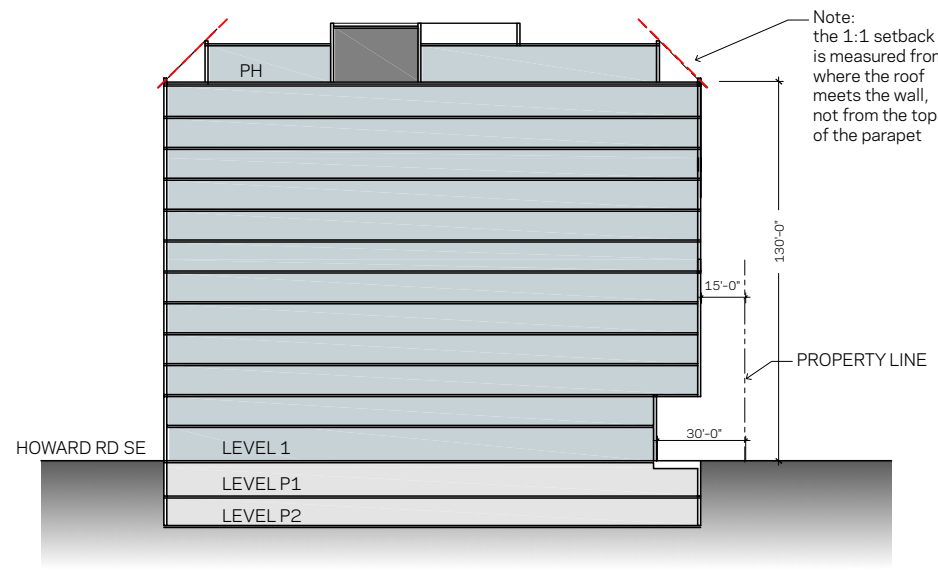 Note:
the 1:1 setback
is measured from
where the roof
meets the wall,
not from the top
of the parapet
PH
130'-0"
15'-0"
PROPERTY LINE
30'-0"
HOWARD RD SE
LEVEL 1
LEVEL P1
LEVEL P2